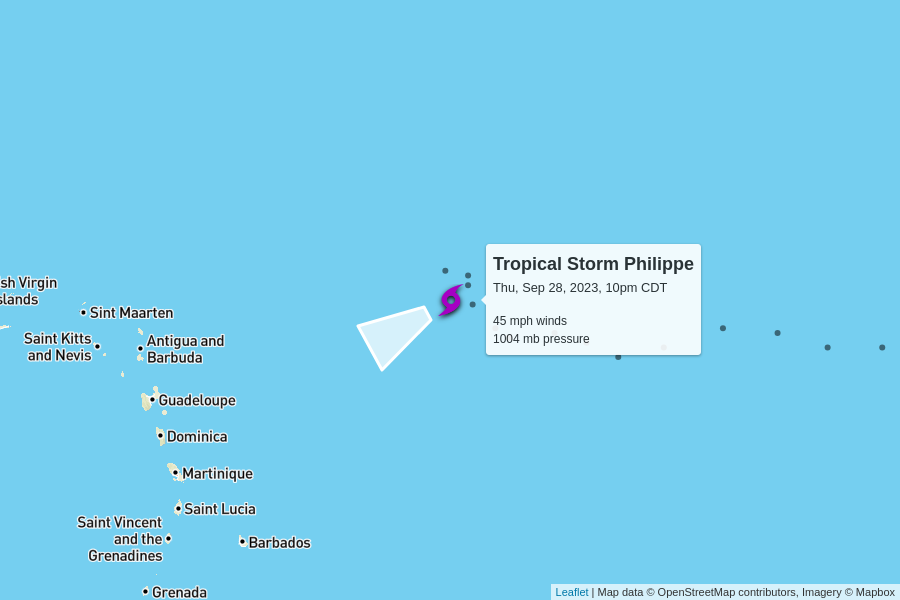 Tropical Storm Philippe
Thu, Sep 28, 2023, 10pm CDT
45 mph winds
1004 mb pressure
sh Virgin
slands
Sint Maarten
Saint Kitts
and Nevis
Antigua and
Barbuda
Guadeloupe
Dominica
Martinique
Saint Lucia
Saint Vincent
and the
Grenadines
Barbados
Grenada
Leaflet | Map data © OpenStreetMap contributors, Imagery © Mapbox